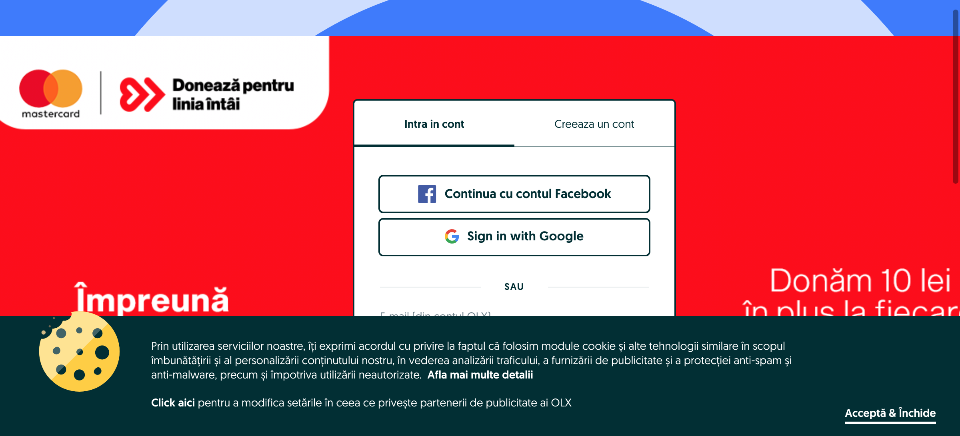 mastercard
Donează pentru
linia întâi
Intra in cont
Creeaza un cont
Continua cu contul Facebook
Sign in with Google
SAU
E-mail [din contul OLX]
Împreună
Donăm 10 lei
în plus la fiecar
Prin utilizarea serviciilor noastre, îți exprimi acordul cu privire la faptul că folosim module cookie și alte tehnologii similare în scopul
îmbunătățirii și al personalizării conținutului nostru, în vederea analizării traficului, a furnizării de publicitate și a protecției anti-spam și
anti-malware, precum și împotriva utilizării neautorizate. Afla mai multe detalii
Click aici pentru a modifica setările în ceea ce privește partenerii de publicitate ai OLX
Acceptă & Închide